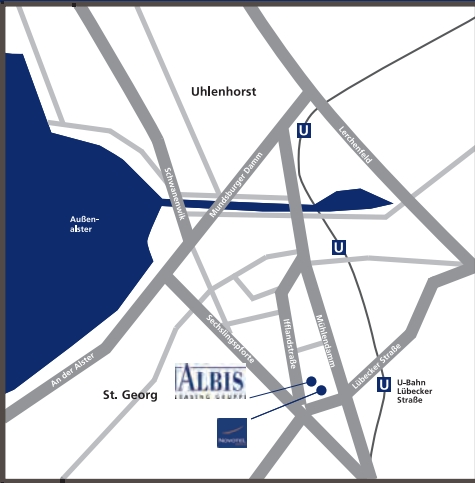 Uhlenhorst
U
Lerchenfeld
Schwanenwik
Mundsburger Damm
Außen-
alster
U
An der Alster
Sechslingspforte
Ifflandstraße
Mühlendamm
Lübecker Straße
ALBIS
LEASING GRUPPE
St. Georg
U
U-Bahn
Lübecker
Straße
NOVOTEL